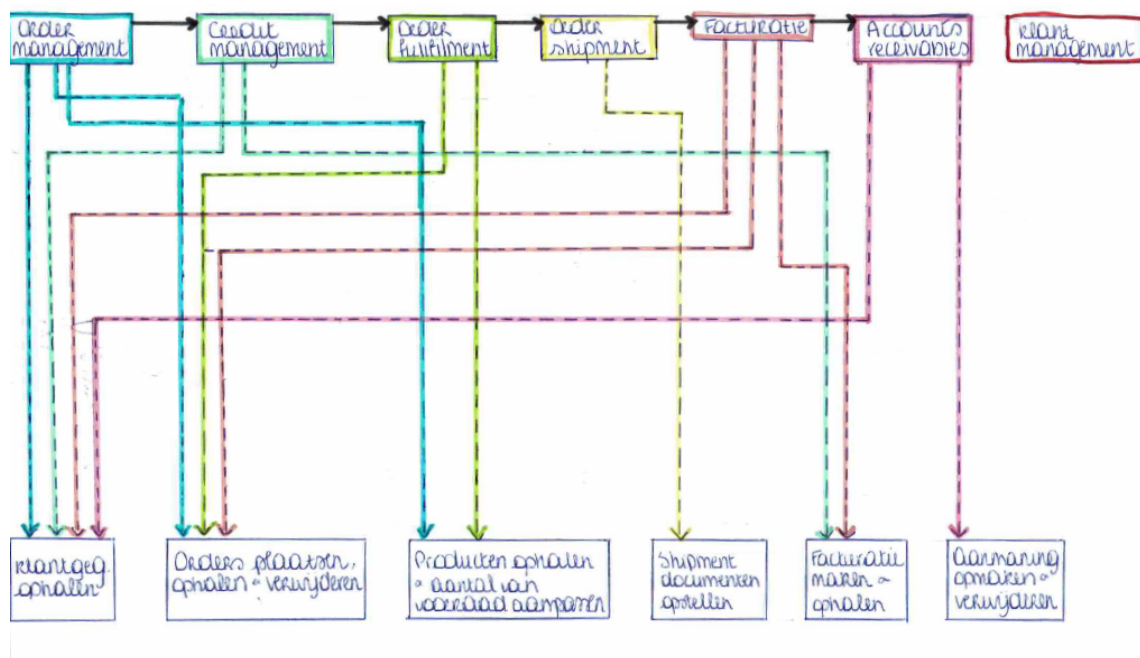 Order
management
Credit
management
Order
fulfilment
Order
shipment
Facturatie
Accounts
receivables
Klant
management
Klantgeg.
ophalen
Orders plaatsen,
ophalen & verwijderen
Producten ophalen
& aantal van
voorraad aanpassen
Shipment
documenten
opstellen
Facturatie
maken &
ophalen
Aanmaning
opmaken &
verwijderen